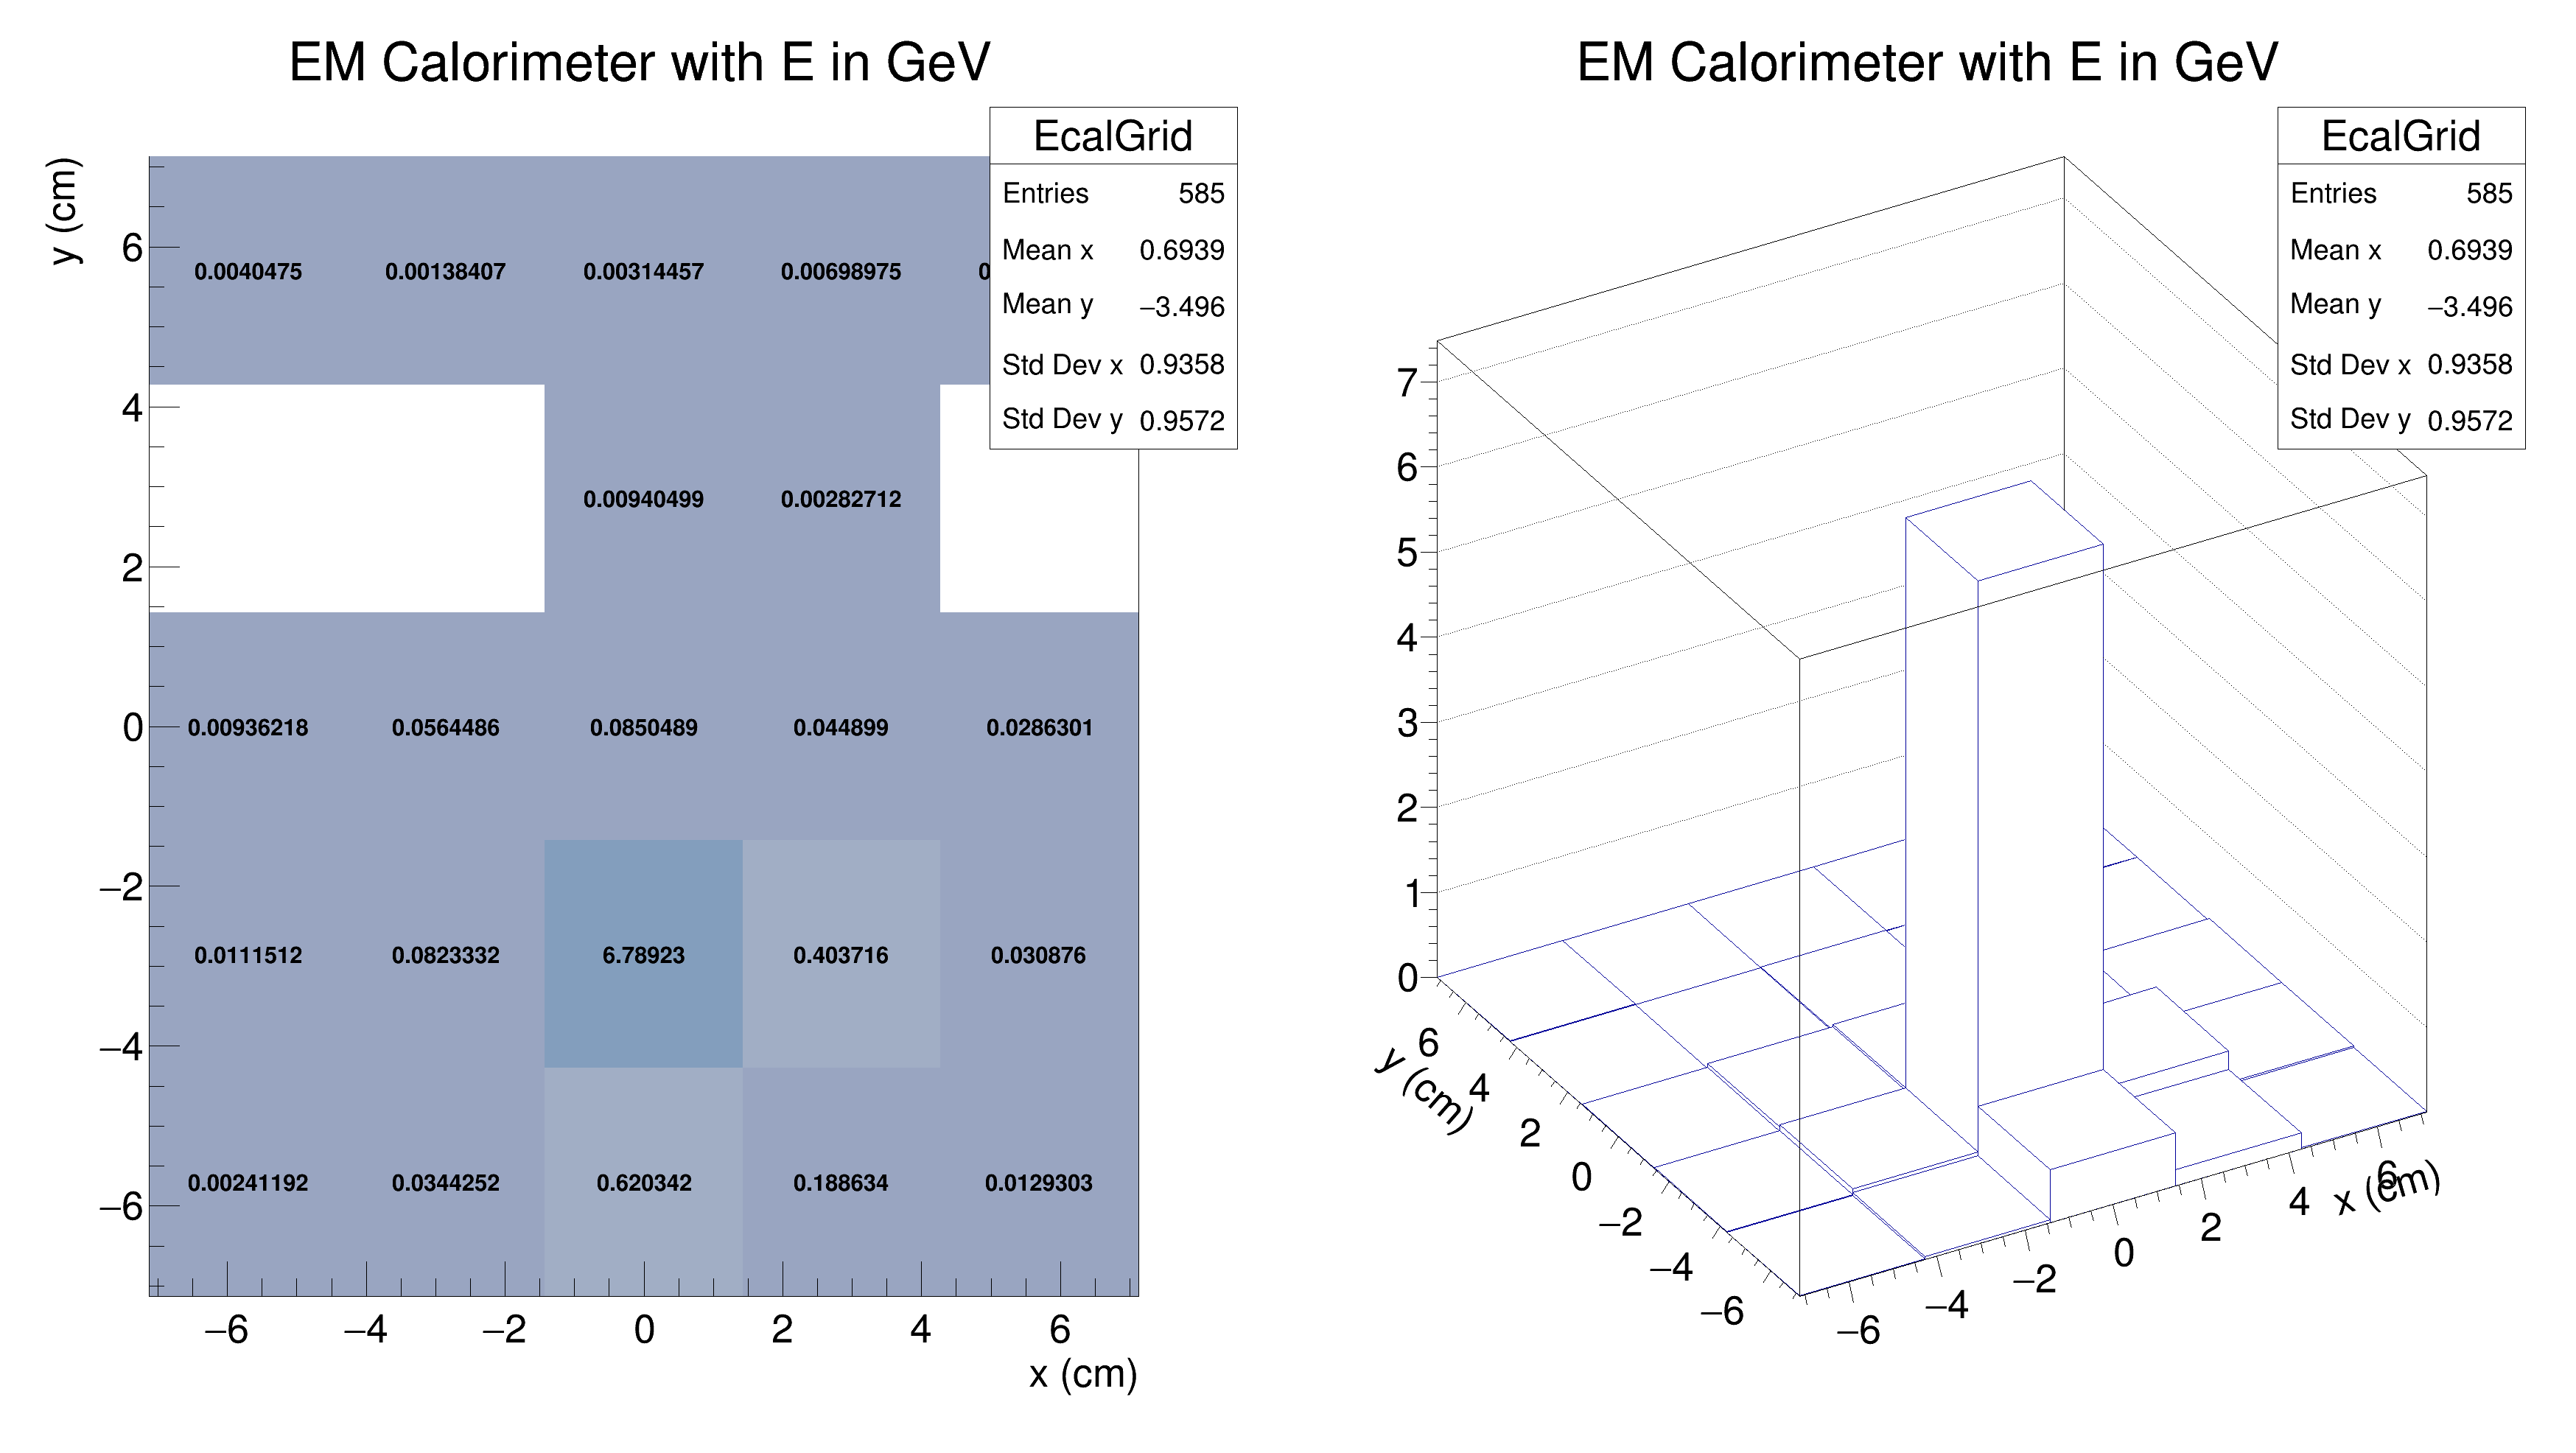 EM Calorimeter with E in GeV
EcalGrid
Entries 585
Mean x 0.6939
Mean y −3.496
Std Dev x 0.9358
Std Dev y 0.9572
y (cm)
6
4
2
0
−2
−4
−6
0.0040475 0.00138407 0.00314457 0.00698975
0.00940499 0.00282712
0.00936218 0.0564486 0.0850489 0.044899 0.0286301
0.0111512 0.0823332 6.78923 0.403716 0.030876
0.00241192 0.0344252 0.620342 0.188634 0.0129303
−6 −4 −2 0 2 4 6
x (cm)
EM Calorimeter with E in GeV
EcalGrid
Entries 585
Mean x 0.6939
Mean y −3.496
Std Dev x 0.9358
Std Dev y 0.9572
7
6
5
4
3
2
1
0
y (cm)
6
4
2
0
−2
−4
−6
−6 −4 −2 0 2 4 6
x (cm)